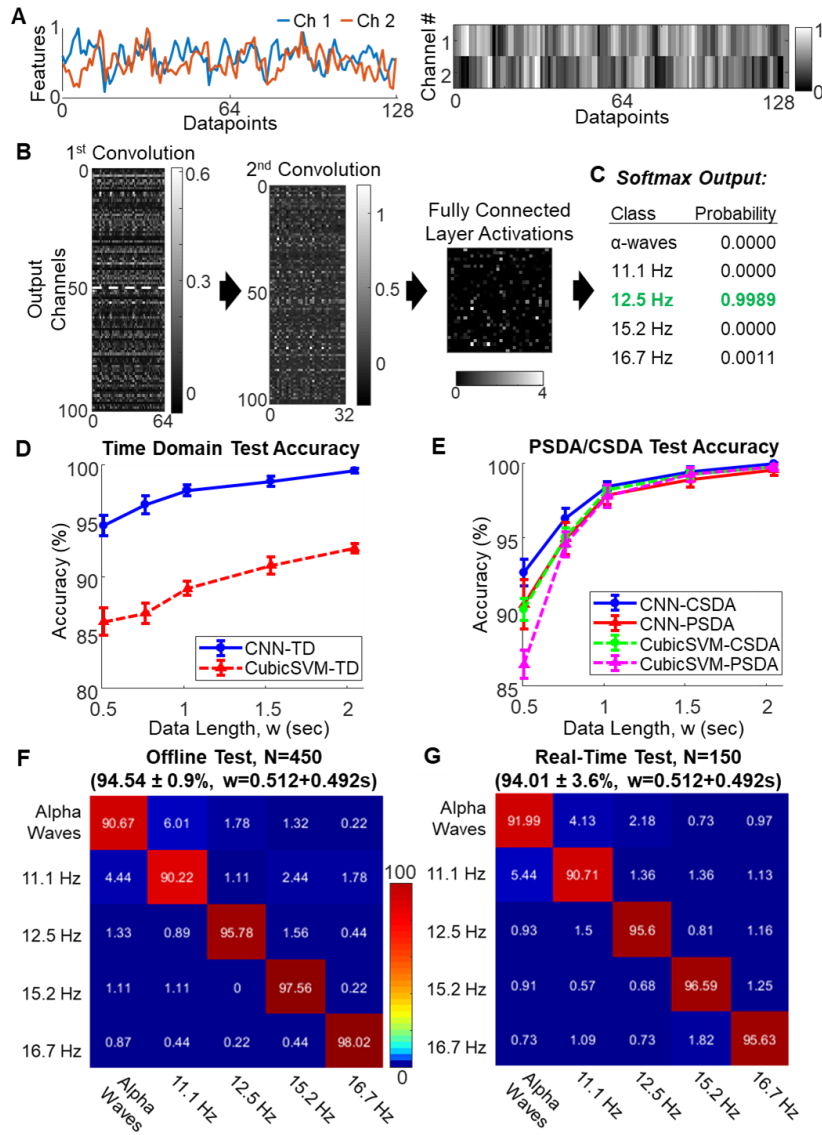 A
Ch 1 Ch 2
Features
1
0
0 64 128
Datapoints
Channel #
1
2
0 64 128
Datapoints
1
0
B
1st Convolution
0
50
100
0 64
Output
Channels
0.6
0.3
0
2nd Convolution
0
50
100
0 32
1
0.5
0
Fully Connected
Layer Activations
0 4
C Softmax Output:
Class Probability
α-waves 0.0000
11.1 Hz 0.0000
12.5 Hz 0.9989
15.2 Hz 0.0000
16.7 Hz 0.0011
D Time Domain Test Accuracy
Accuracy (%)
100
95
90
85
80
CNN-TD
CubicSVM-TD
0.5 1 1.5 2
Data Length, w (sec)
E PSDA/CSDA Test Accuracy
Accuracy (%)
100
95
90
85
CNN-CSDA
CNN-PSDA
CubicSVM-CSDA
CubicSVM-PSDA
0.5 1 1.5 2
Data Length, w (sec)
F Offline Test, N=450
(94.54 ± 0.9%, w=0.512+0.492s)
Alpha
Waves
90.67 6.01 1.78 1.32 0.22
11.1 Hz 4.44 90.22 1.11 2.44 1.78
12.5 Hz 1.33 0.89 95.78 1.56 0.44
15.2 Hz 1.11 1.11 0 97.56 0.22
16.7 Hz 0.87 0.44 0.22 0.44 98.02
Alpha
Waves
11.1 Hz
12.5 Hz
15.2 Hz
16.7 Hz
100
0
G Real-Time Test, N=150
(94.01 ± 3.6%, w=0.512+0.492s)
Alpha
Waves
91.99 4.13 2.18 0.73 0.97
11.1 Hz 5.44 90.71 1.36 1.36 1.13
12.5 Hz 0.93 1.5 95.6 0.81 1.16
15.2 Hz 0.91 0.57 0.68 96.59 1.25
16.7 Hz 0.73 1.09 0.73 1.82 95.63
Alpha
Waves
11.1 Hz
12.5 Hz
15.2 Hz
16.7 Hz